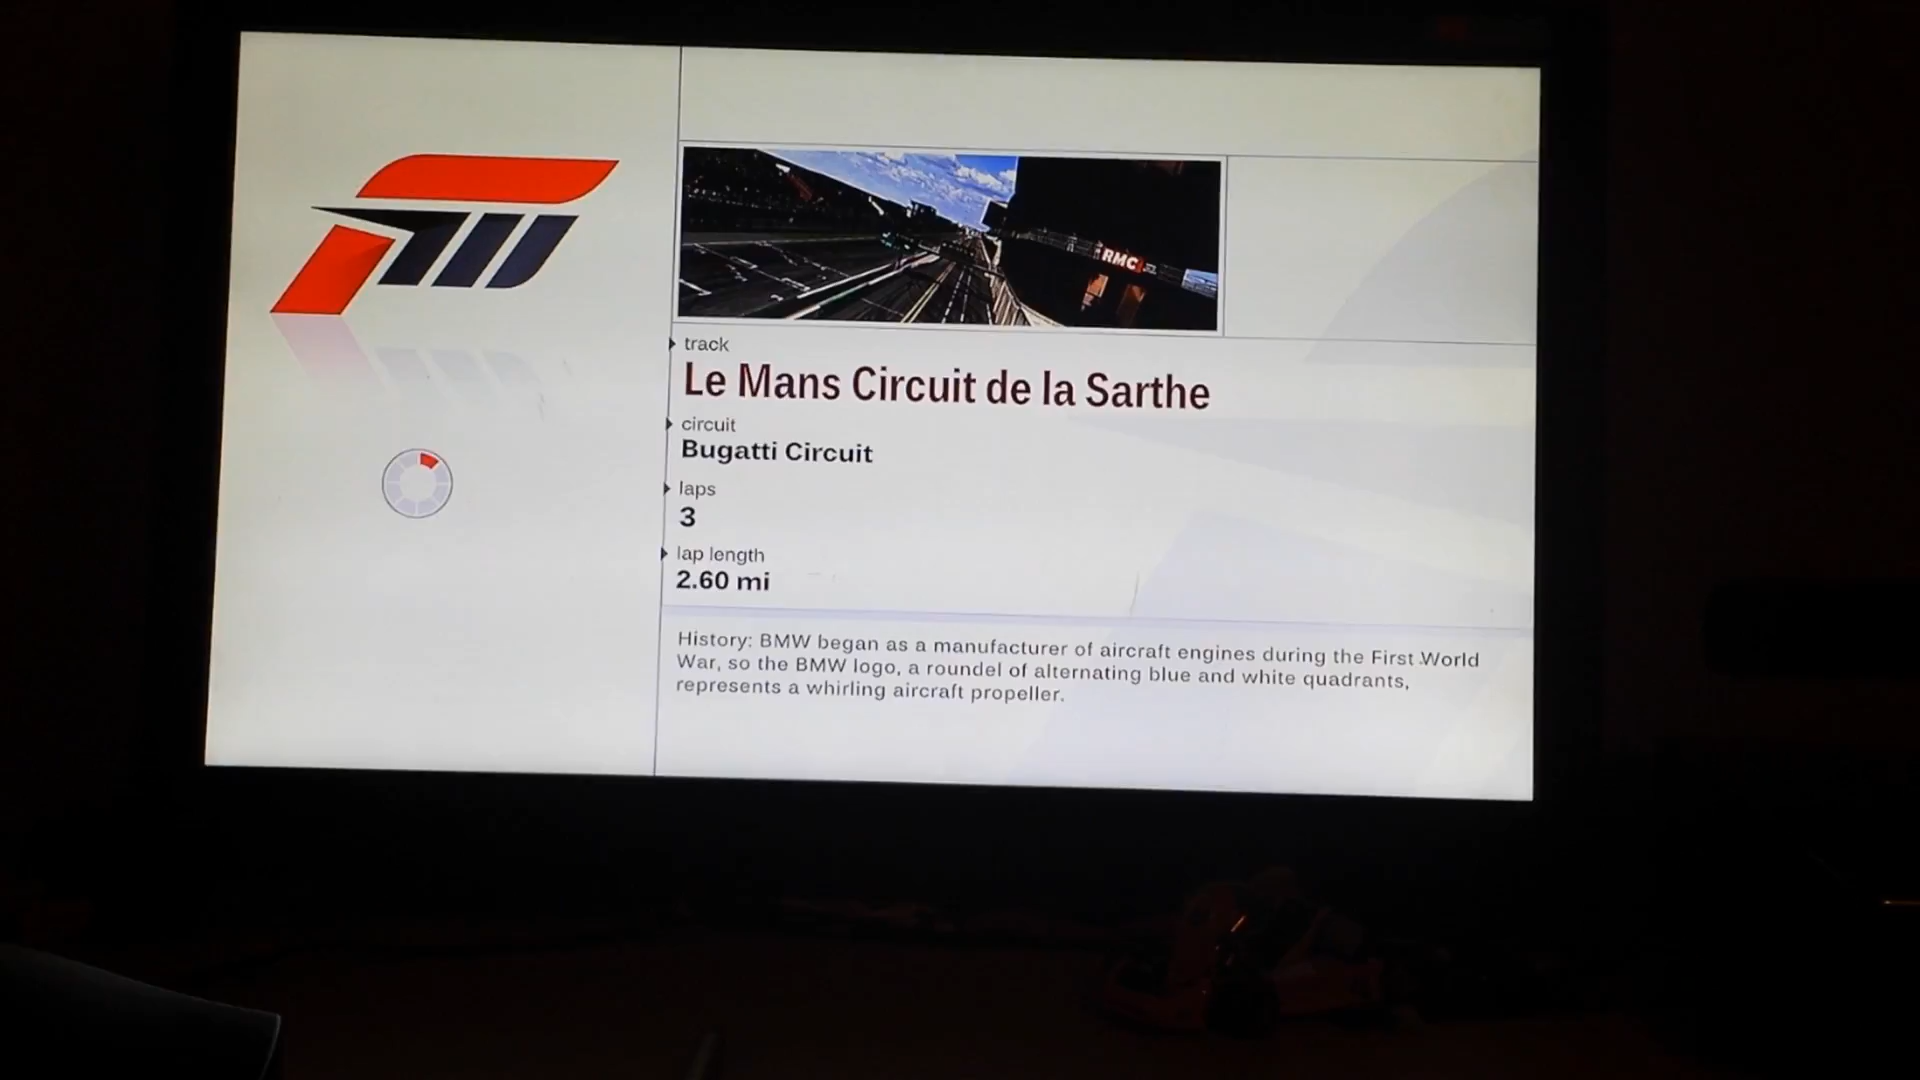 RMC
track
Le Mans Circuit de la Sarthe
circuit
Bugatti Circuit
laps
3
lap length
2.60 mi
History: BMW began as a manufacturer of aircraft engines during the First World
War, so the BMW logo, a roundel of alternating blue and white quadrants,
represents a whirling aircraft propeller.